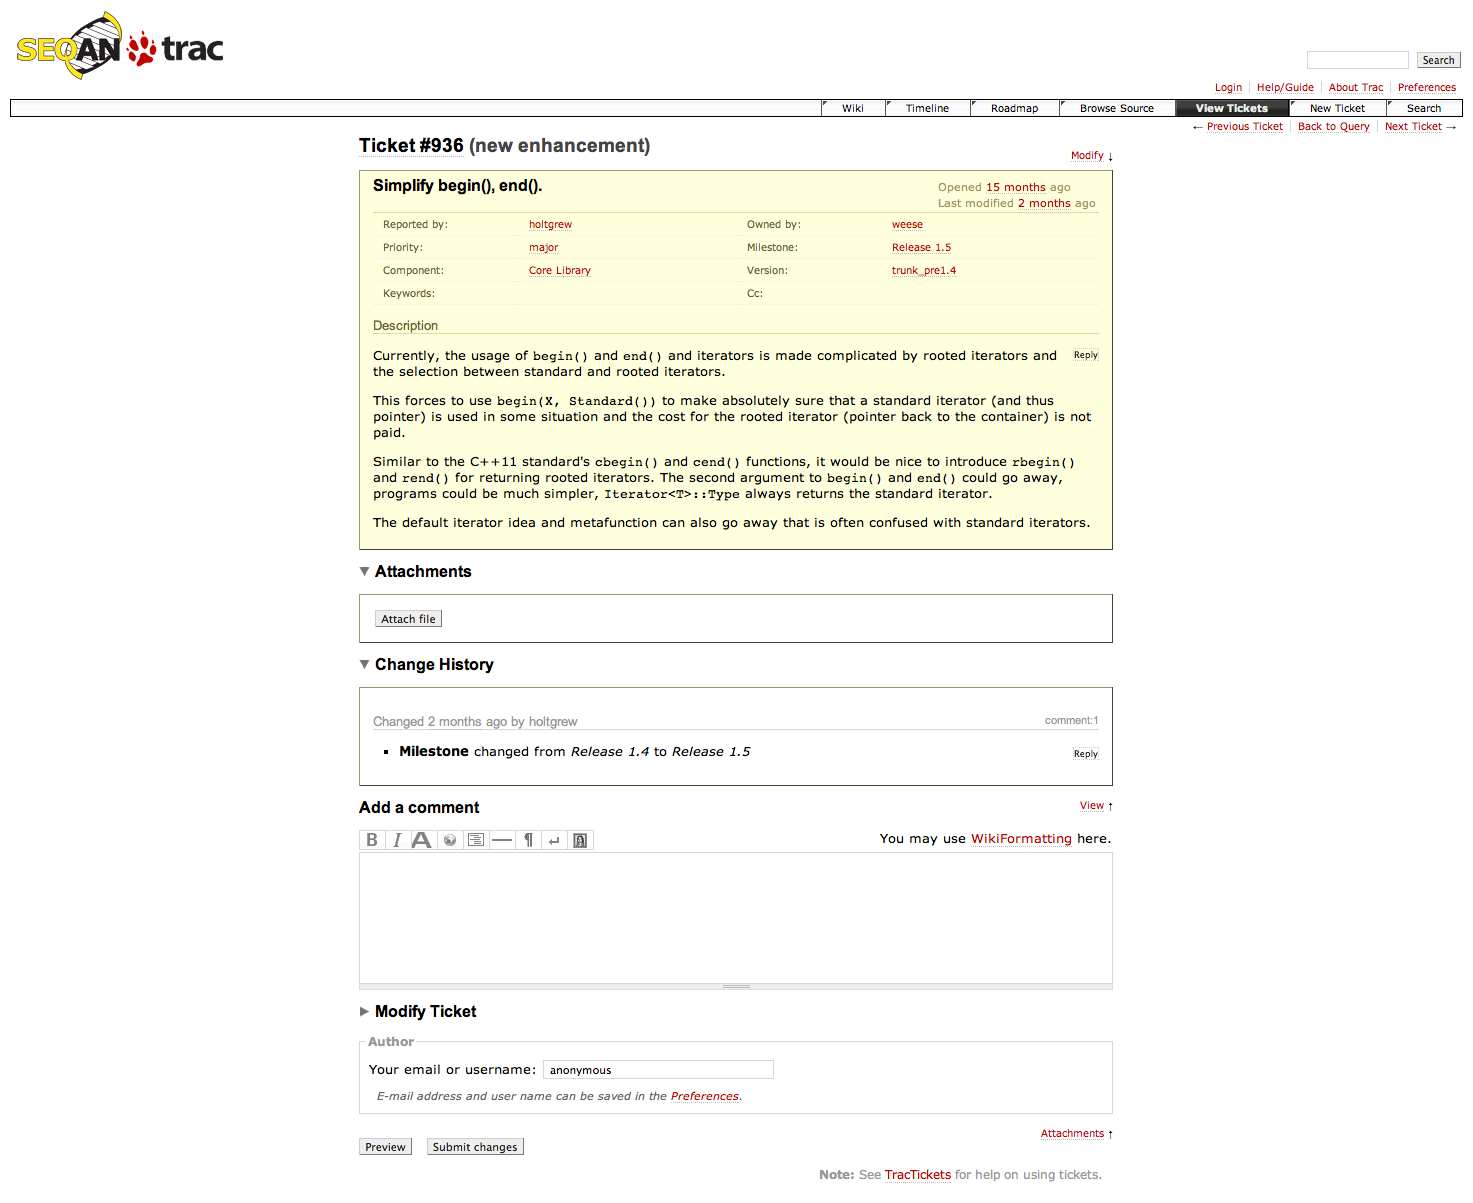 SEQAN trac
Search
Login Help/Guide About Trac Preferences
Wiki Timeline Roadmap Browse Source View Tickets New Ticket Search
← Previous Ticket Back to Query Next Ticket →
Ticket #936 (new enhancement)
Modify ↓
Simplify begin(), end().
Opened 15 months ago
Last modified 2 months ago
Reported by: holtgrew Owned by: weese
Priority: major Milestone: Release 1.5
Component: Core Library Version: trunk_pre1.4
Keywords: Cc:
Description
Currently, the usage of begin() and end() and iterators is made complicated by rooted iterators and Reply
the selection between standard and rooted iterators.
This forces to use begin(X, Standard()) to make absolutely sure that a standard iterator (and thus
pointer) is used in some situation and the cost for the rooted iterator (pointer back to the container) is not
paid.
Similar to the C++11 standard's cbegin() and cend() functions, it would be nice to introduce rbegin()
and rend() for returning rooted iterators. The second argument to begin() and end() could go away,
programs could be much simpler, Iterator<T>::Type always returns the standard iterator.
The default iterator idea and metafunction can also go away that is often confused with standard iterators.
Attachments
Attach file
Change History
Changed 2 months ago by holtgrew comment:1
Milestone changed from Release 1.4 to Release 1.5 Reply
Add a comment View ↑
B I A ¶ You may use WikiFormatting here.
Modify Ticket
Author
Your email or username: anonymous
E-mail address and user name can be saved in the Preferences.
Attachments ↑
Preview Submit changes
Note: See TracTickets for help on using tickets.